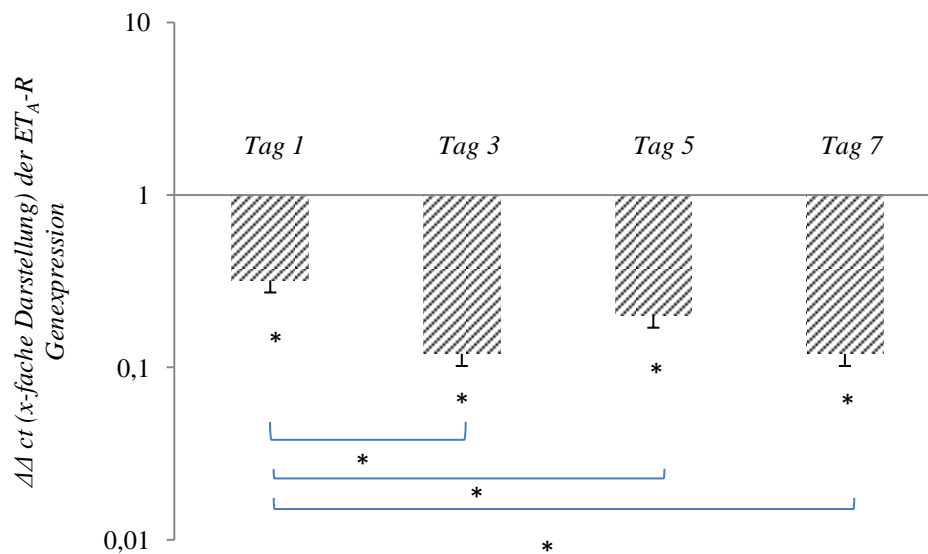 ΔΔ ct (x-fache Darstellung) der ET_A-R
Genexpression
10
Tag 1 Tag 3 Tag 5 Tag 7
1
*
0,1
* * *
*
*
0,01
*